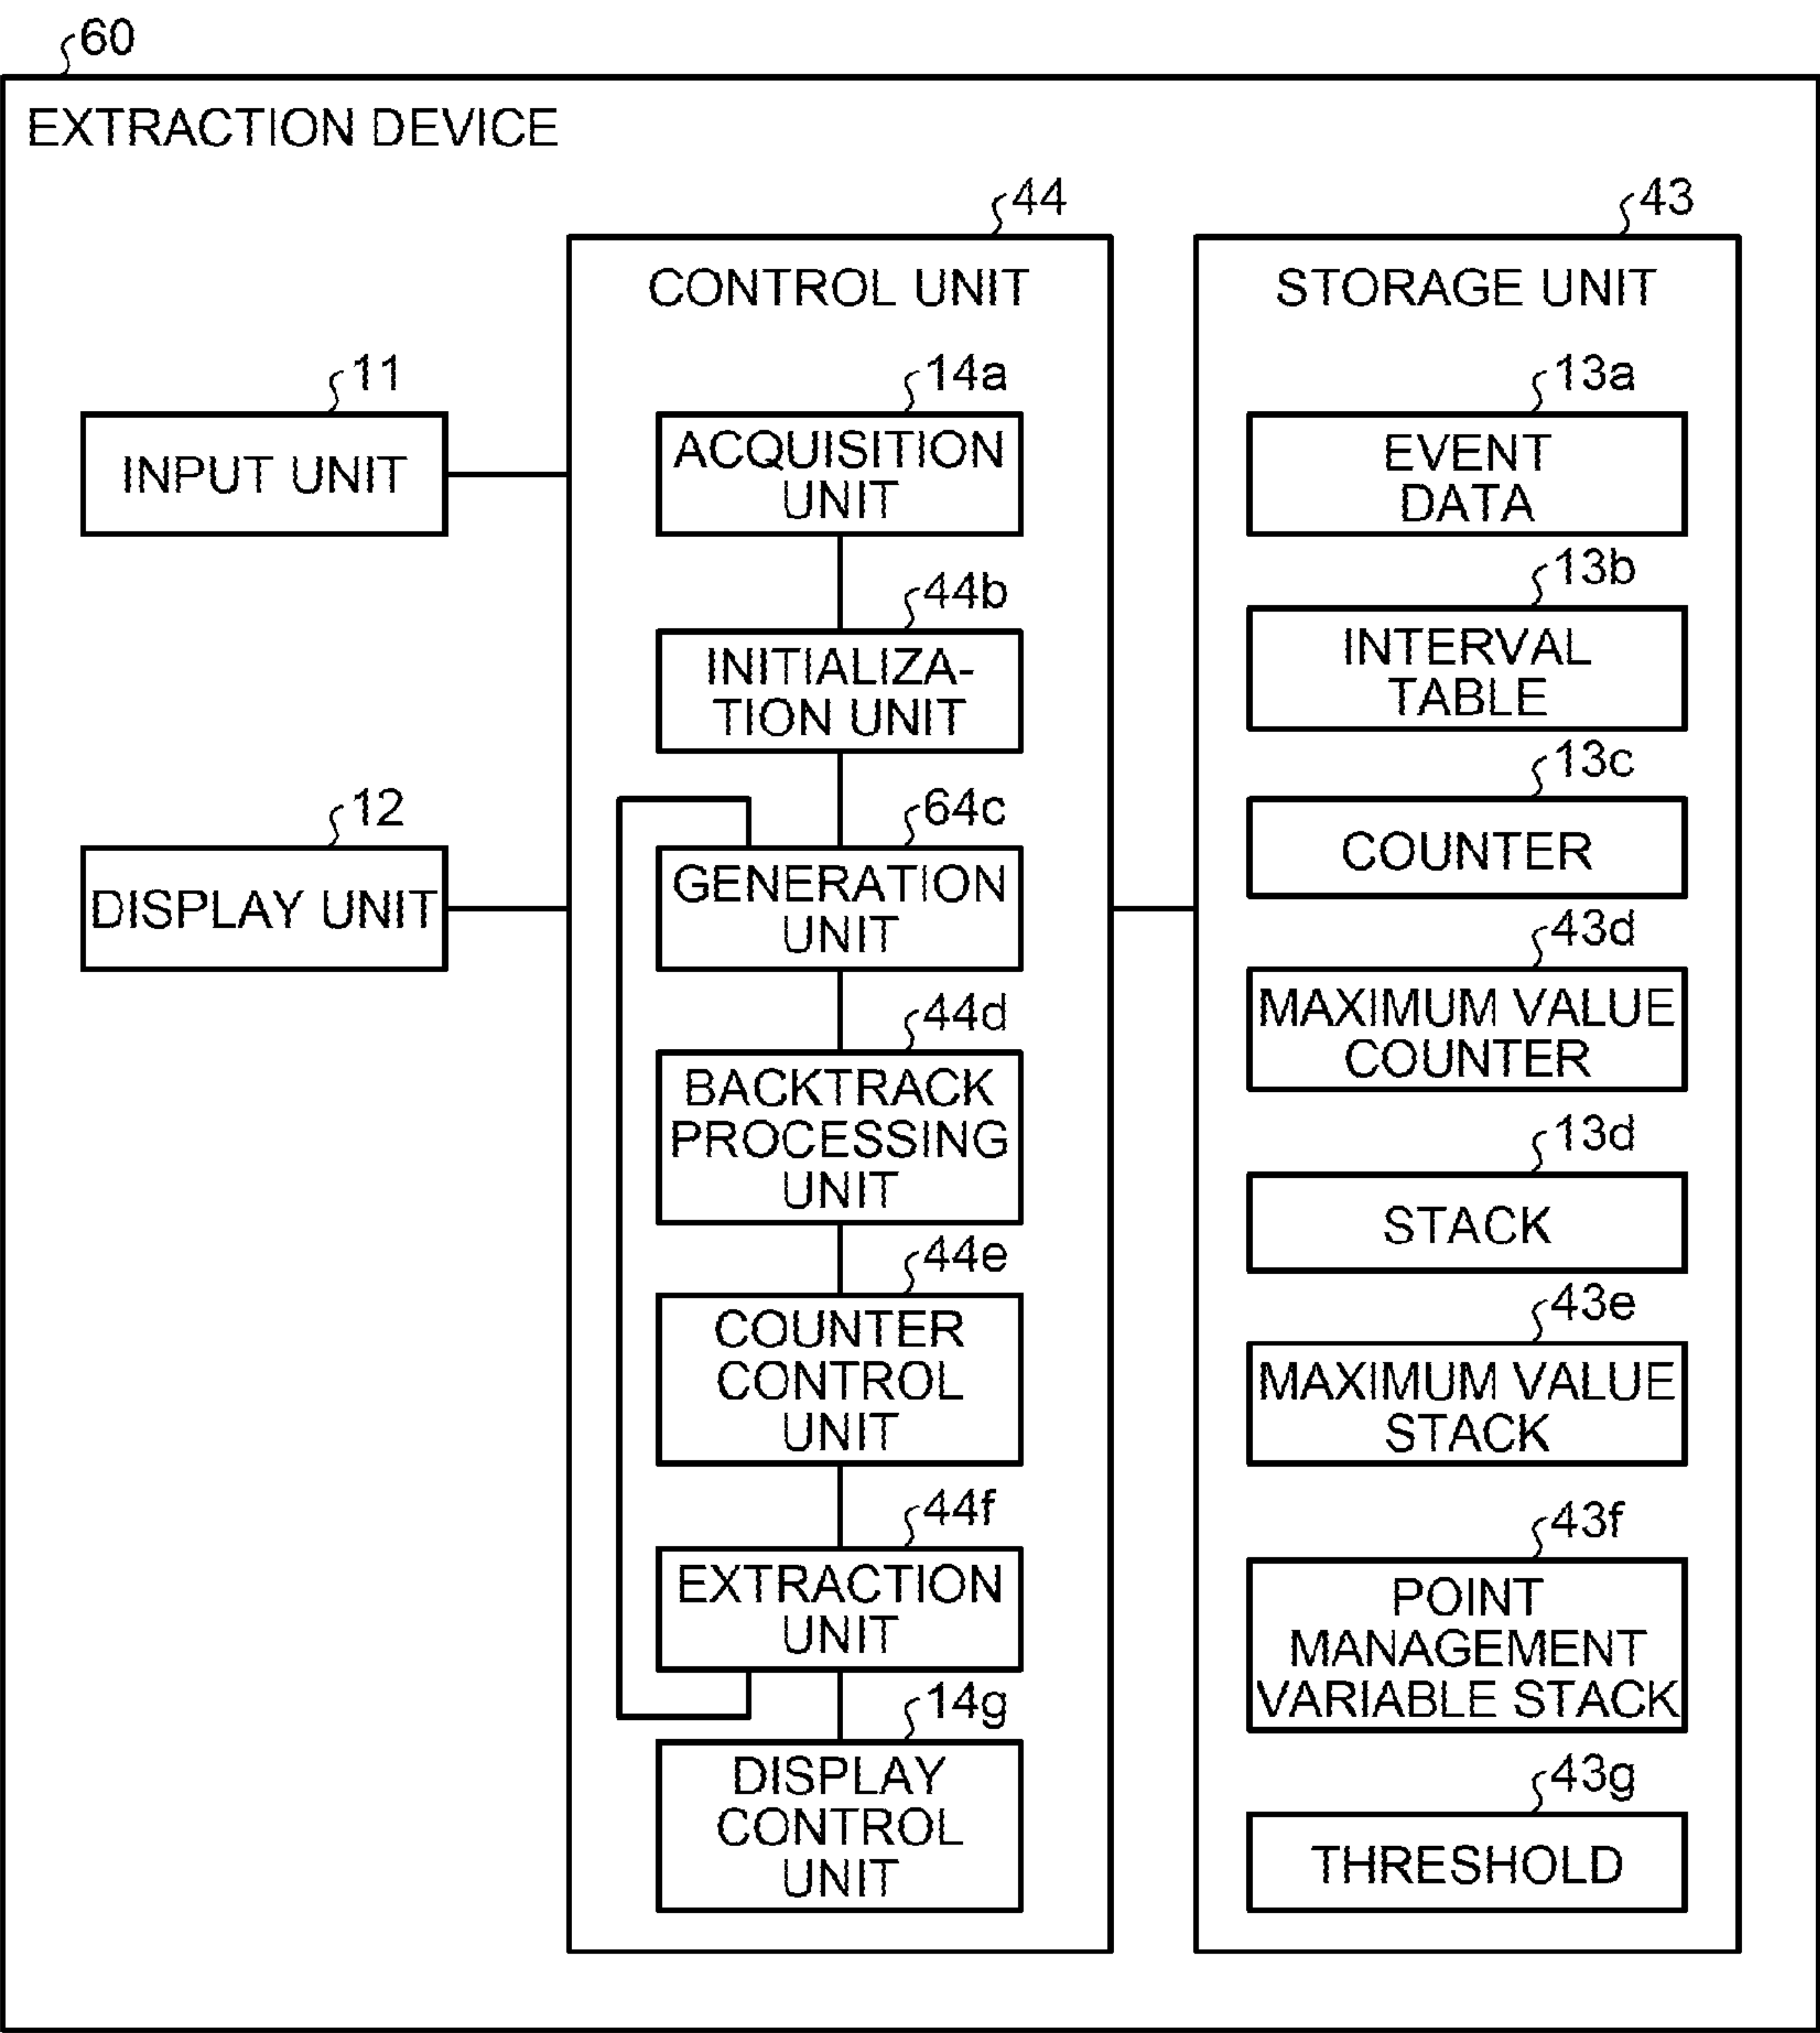 60
EXTRACTION DEVICE
11
INPUT UNIT
12
DISPLAY UNIT
44
CONTROL UNIT
14a
ACQUISITION
UNIT
44b
INITIALIZA-
TION UNIT
64c
GENERATION
UNIT
44d
BACKTRACK
PROCESSING
UNIT
44e
COUNTER
CONTROL
UNIT
44f
EXTRACTION
UNIT
14g
DISPLAY
CONTROL
UNIT
43
STORAGE UNIT
13a
EVENT
DATA
13b
INTERVAL
TABLE
13c
COUNTER
43d
MAXIMUM VALUE
COUNTER
13d
STACK
43e
MAXIMUM VALUE
STACK
43f
POINT
MANAGEMENT
VARIABLE STACK
43g
THRESHOLD